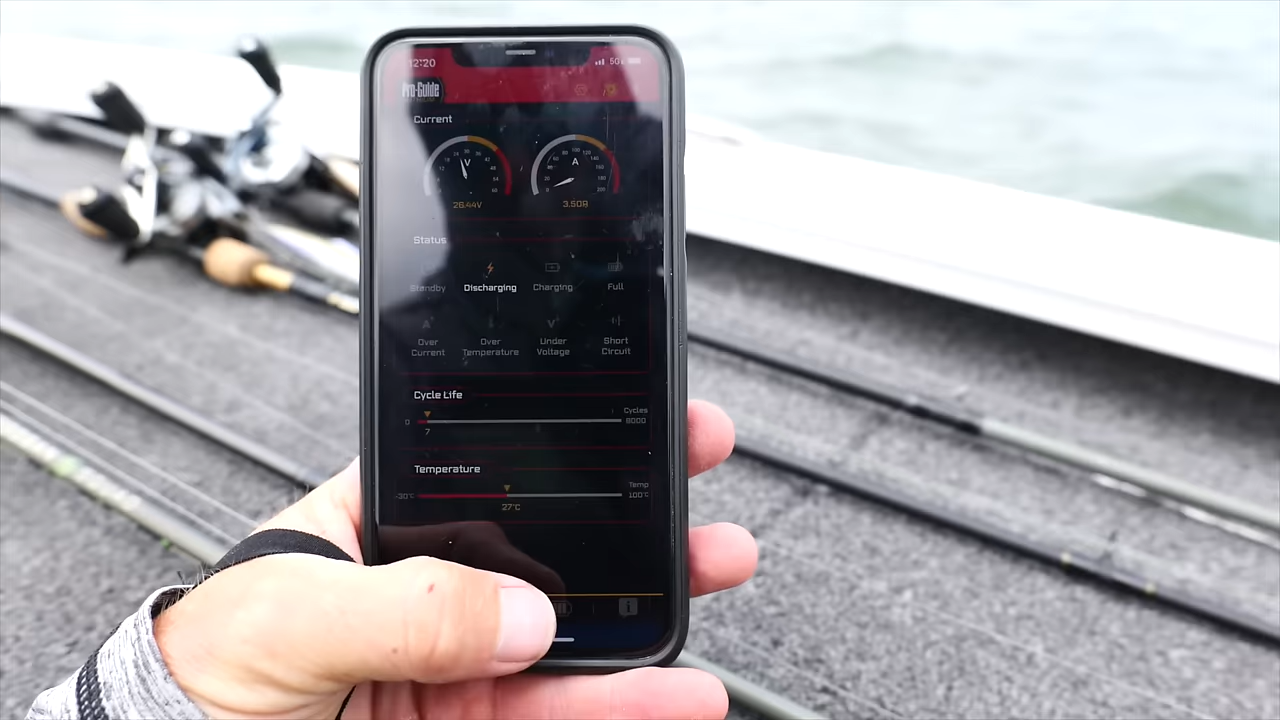 12:20
5G
Pro-Guide
Current
V
A
26.44V
3.50A
Status
Standby
Discharging
Charging
Full
Over Current
Over Temperature
Under Voltage
Short Circuit
Cycle Life
Cycles
0
8000
7
Temperature
Temp
-30°C
100°C
27°C